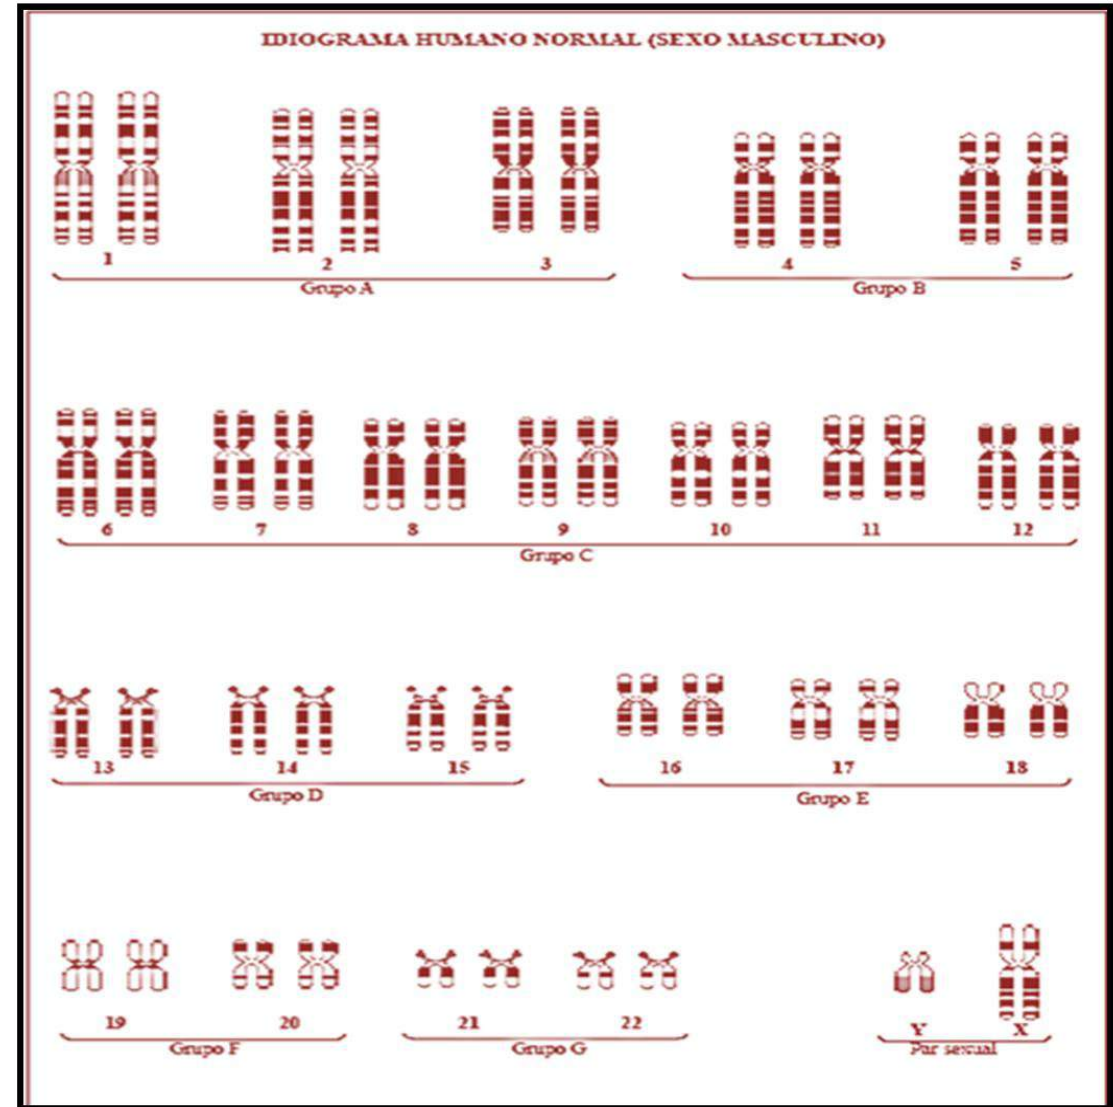 IDIOGRAMA HUMANO NORMAL (SEXO MASCULINO)
1 2 3 4 5
Grupo A Grupo B
6 7 8 9 10 11 12
Grupo C
13 14 15 16 17 18
Grupo D Grupo E
19 20 21 22 Y X
Grupo F Grupo G Par sexual